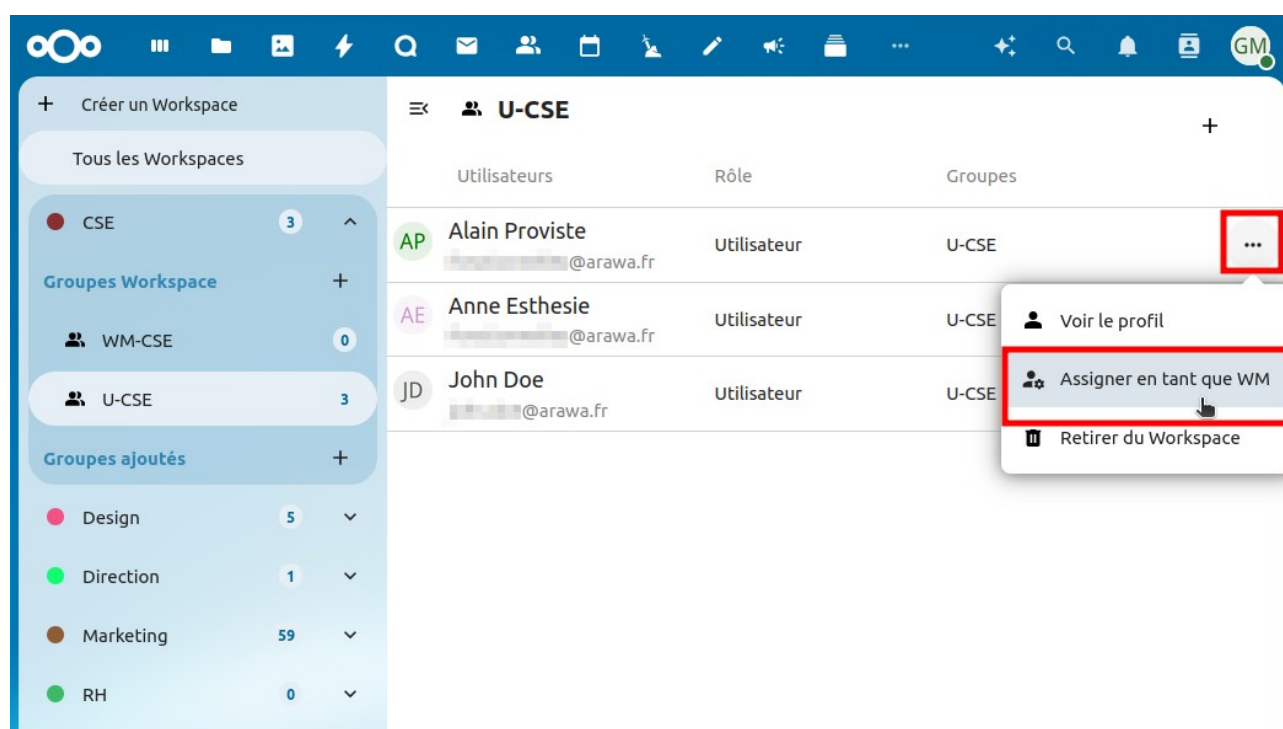 GM
+ Créer un Workspace
Tous les Workspaces
CSE 3
Groupes Workspace +
WM-CSE 0
U-CSE 3
Groupes ajoutés +
Design 5
Direction 1
Marketing 59
RH 0
U-CSE
+
Utilisateurs Rôle Groupes
AP Alain Proviste Utilisateur U-CSE ...
@arawa.fr
AE Anne Esthesie Utilisateur U-CSE
@arawa.fr
JD John Doe Utilisateur U-CSE
@arawa.fr
Voir le profil
Assigner en tant que WM
Retirer du Workspace